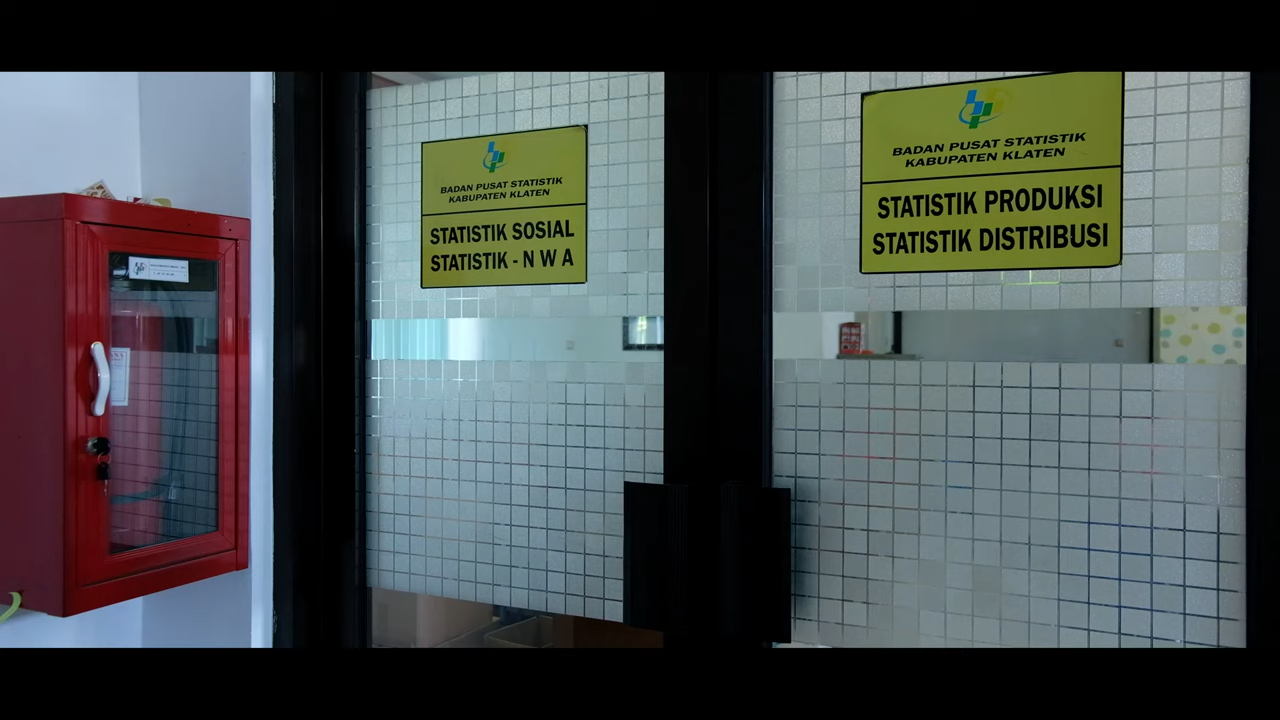 BADAN PUSAT STATISTIK
KABUPATEN KLATEN
STATISTIK SOSIAL
STATISTIK - N W A
BADAN PUSAT STATISTIK
KABUPATEN KLATEN
STATISTIK PRODUKSI
STATISTIK DISTRIBUSI